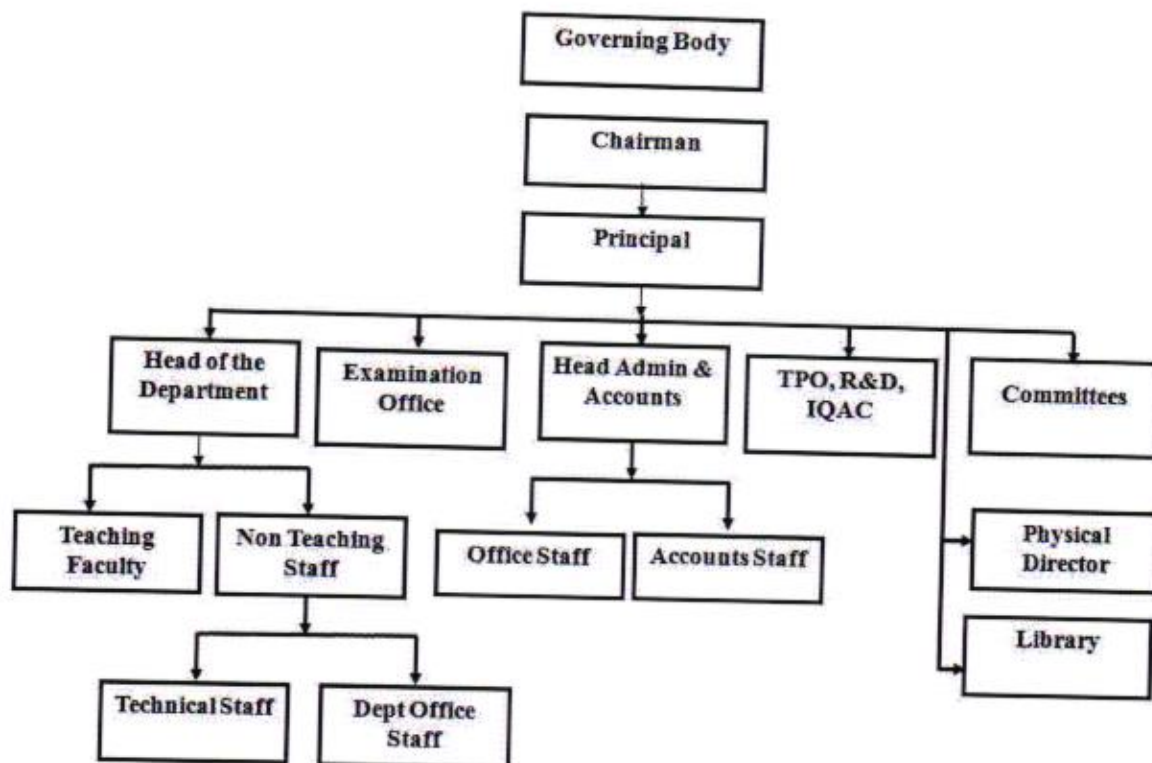 Governing Body
Chairman
Principal
Head of the
Department
Examination
Office
Head Admin &
Accounts
TPO, R&D,
IQAC
Committees
Teaching
Faculty
Non Teaching
Staff
Office Staff
Accounts Staff
Physical
Director
Library
Technical Staff
Dept Office
Staff